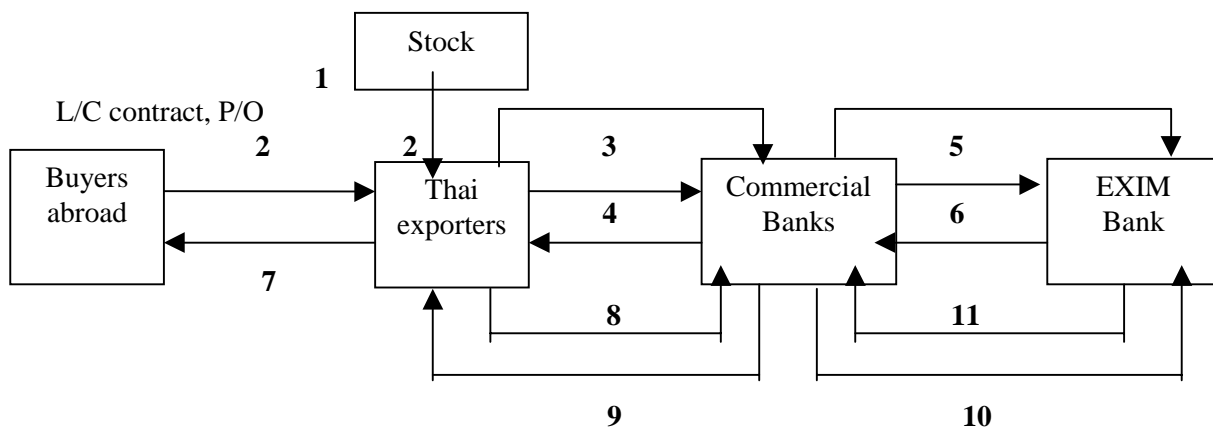 Stock
1
L/C contract, P/O
2
2
3
5
Buyers
abroad
Thai
exporters
Commercial
Banks
EXIM
Bank
4
6
7
8
11
9
10